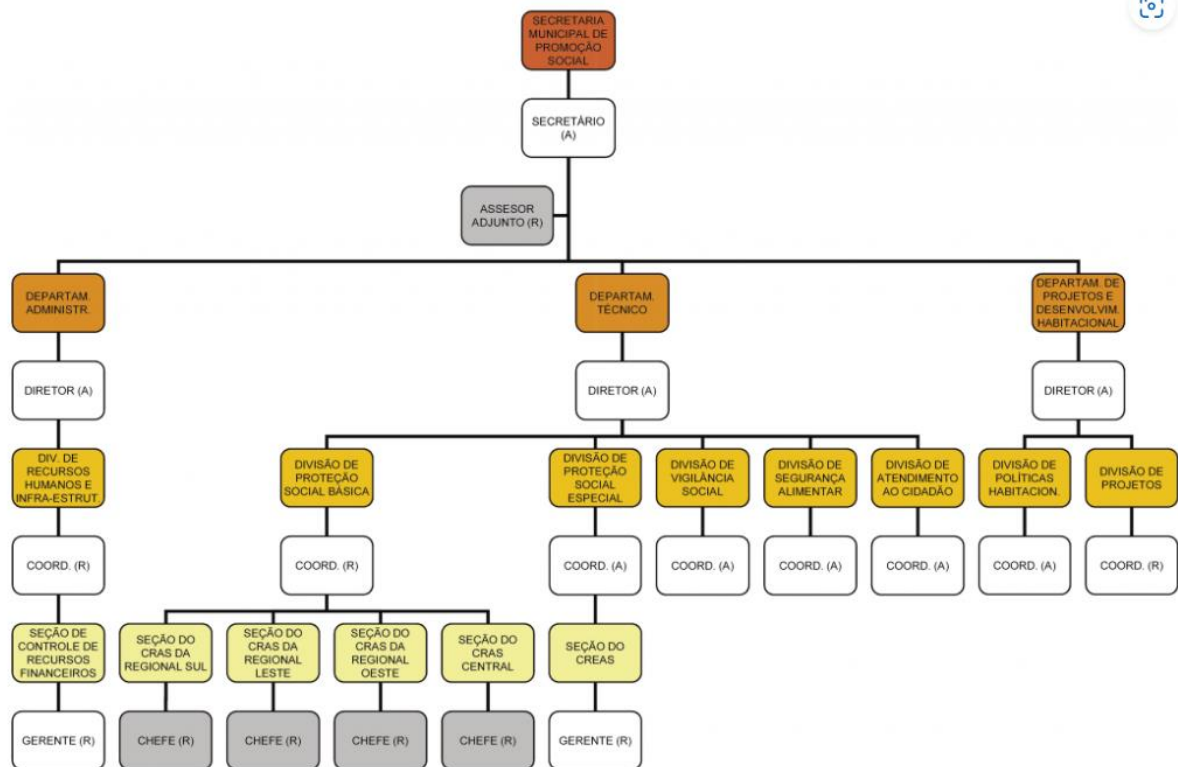 SECRETARIA
MUNICIPAL DE
PROMOÇÃO
SOCIAL
SECRETÁRIO
(A)
ASSESOR
ADJUNTO (R)
DEPARTAM.
ADMINISTR.
DEPARTAM.
TÉCNICO
DEPARTAM. DE
PROJETOS E
DESENVOLVIM.
HABITACIONAL
DIRETOR (A)
DIRETOR (A)
DIRETOR (A)
DIV. DE
RECURSOS
HUMANOS E
INFRA-ESTRUT.
DIVISÃO DE
PROTEÇÃO
SOCIAL BÁSICA
DIVISÃO DE
PROTEÇÃO
SOCIAL
ESPECIAL
DIVISÃO DE
VIGILÂNCIA
SOCIAL
DIVISÃO DE
SEGURANÇA
ALIMENTAR
DIVISÃO DE
ATENDIMENTO
AO CIDADÃO
DIVISÃO DE
POLÍTICAS
HABITACION.
DIVISÃO DE
PROJETOS
COORD. (R)
COORD. (R)
COORD. (A)
COORD. (A)
COORD. (A)
COORD. (A)
COORD. (A)
COORD. (R)
SEÇÃO DE
CONTROLE DE
RECURSOS
FINANCEIROS
SEÇÃO DO
CRAS DA
REGIONAL SUL
SEÇÃO DO
CRAS DA
REGIONAL
LESTE
SEÇÃO DO
CRAS DA
REGIONAL
OESTE
SEÇÃO DO
CRAS
CENTRAL
SEÇÃO DO
CREAS
GERENTE (R)
CHEFE (R)
CHEFE (R)
CHEFE (R)
CHEFE (R)
GERENTE (R)